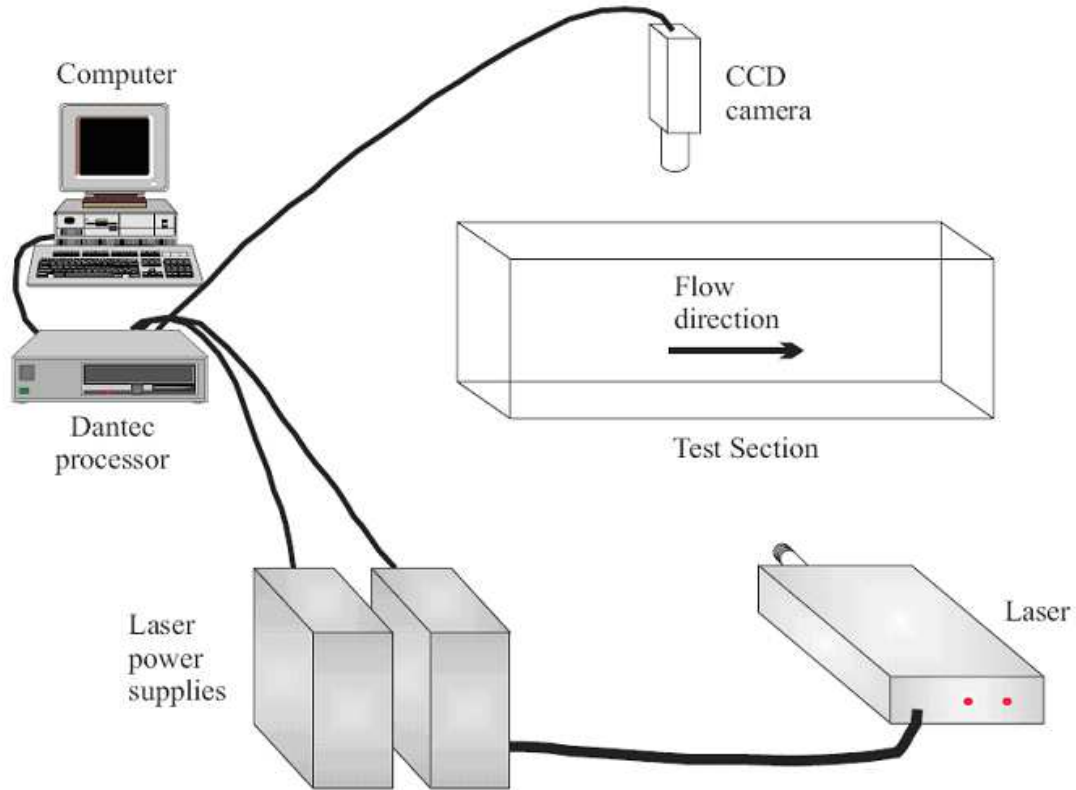 Computer
CCD
camera
Flow
direction
Dantec
processor
Test Section
Laser
power
supplies
Laser